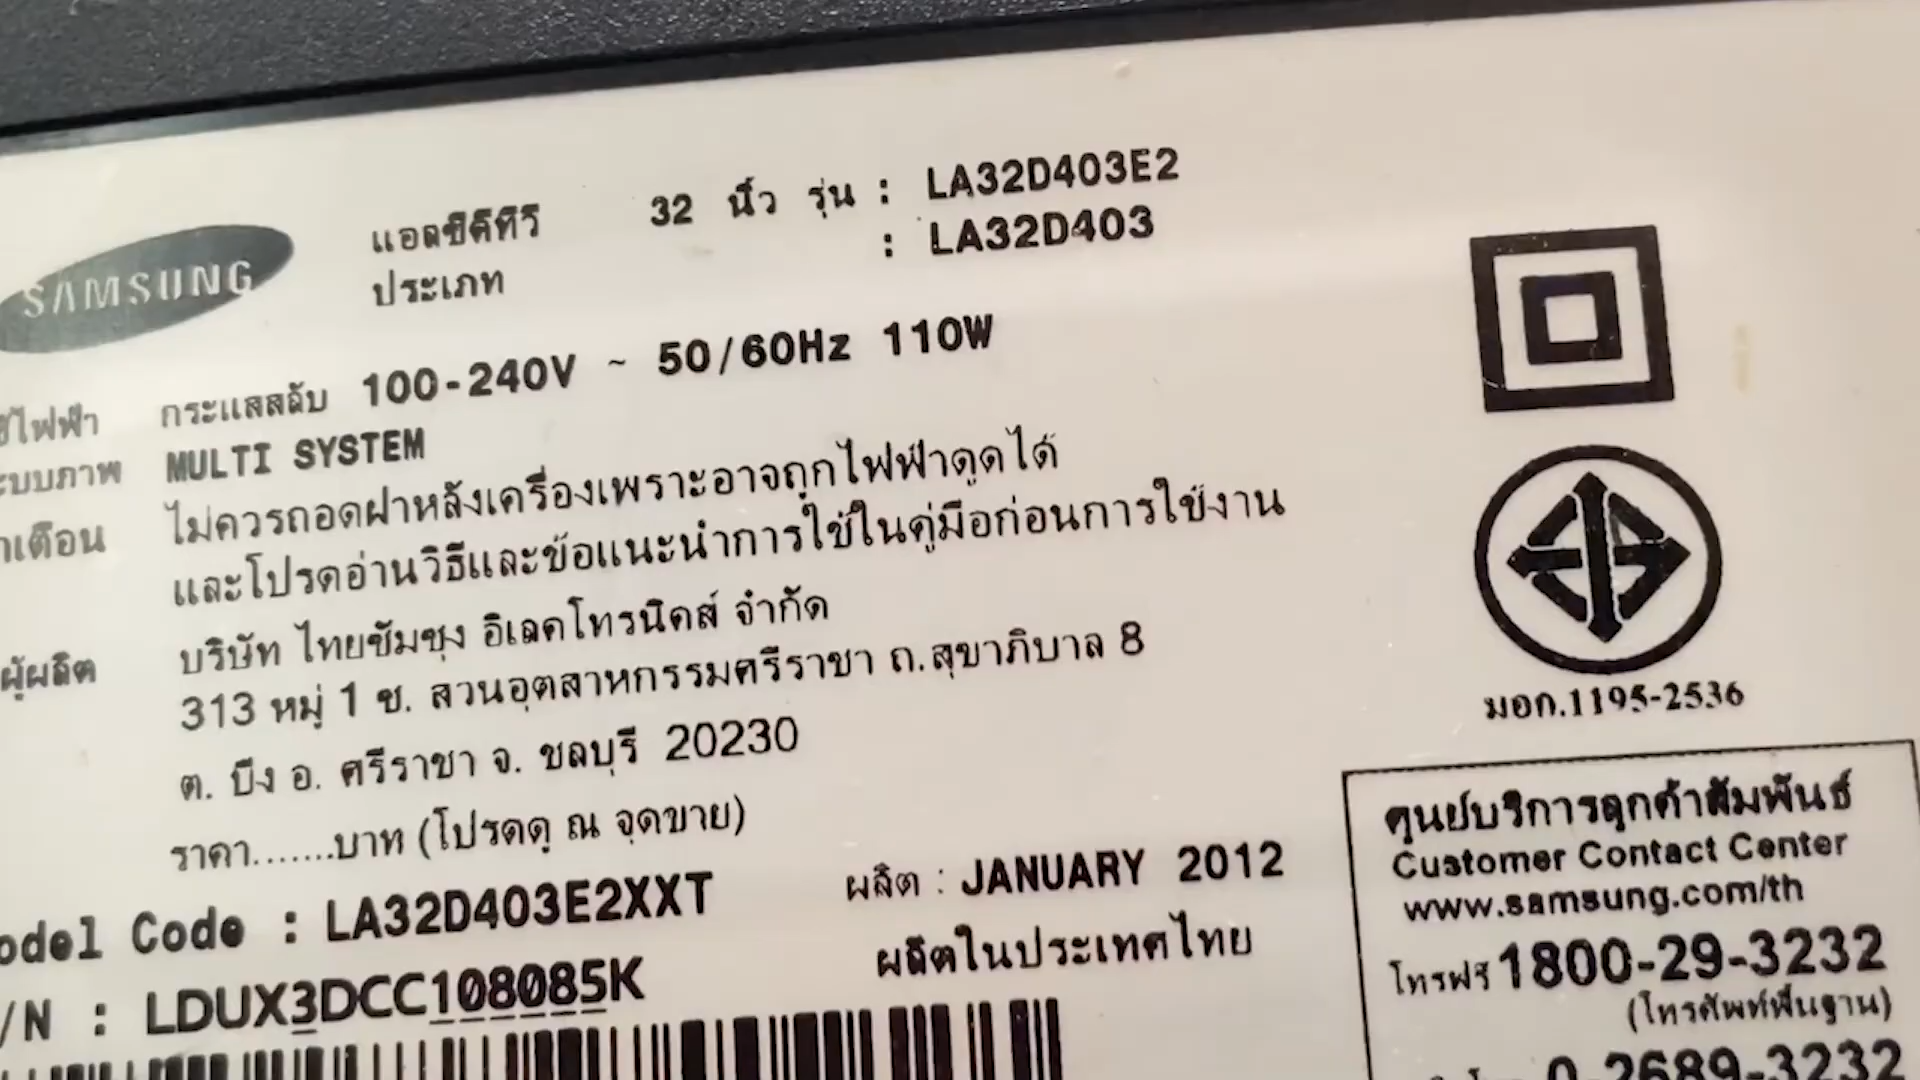 SAMSUNG
แอลซีดีทีวี 32 นิ้ว รุ่น : LA32D403E2
ประเภท : LA32D403
ไฟฟ้า กระแสสลับ 100-240V ~ 50/60Hz 110W
ระบบภาพ MULTI SYSTEM
เตือน ไม่ควรถอดฝาหลังเครื่องเพราะอาจถูกไฟฟ้าดูดได้
และโปรดอ่านวิธีและข้อแนะนำการใช้ในคู่มือก่อนการใช้งาน
ผู้ผลิต บริษัท ไทยซัมซุง อิเลคโทรนิคส์ จำกัด
313 หมู่ 1 ซ. สวนอุตสาหกรรมศรีราชา ถ.สุขาภิบาล 8
ต. บึง อ. ศรีราชา จ. ชลบุรี 20230
ราคา.......บาท (โปรดดู ณ จุดขาย)
odel Code : LA32D403E2XXT
ผลิต : JANUARY 2012
/N : LDUX3DCC108085K
ผลิตในประเทศไทย
มอก.1195-2536
ศูนย์บริการลูกค้าสัมพันธ์
Customer Contact Center
www.samsung.com/th
โทรฟรี 1800-29-3232
(โทรศัพท์พื้นฐาน)
0-2689-3232